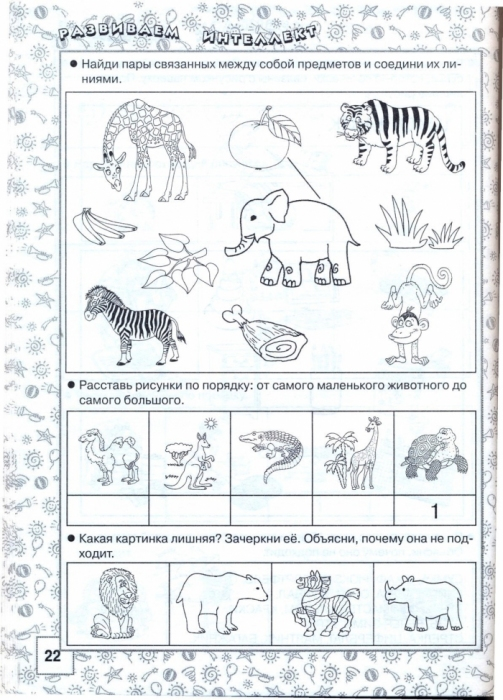 РАЗВИВАЕМ ИНТЕЛЛЕКТ
● Найди пары связанных между собой предметов и соедини их ли-
ниями.
● Расставь рисунки по порядку: от самого маленького животного до
самого большого.
1
● Какая картинка лишняя? Зачеркни её. Объясни, почему она не под-
ходит.
22